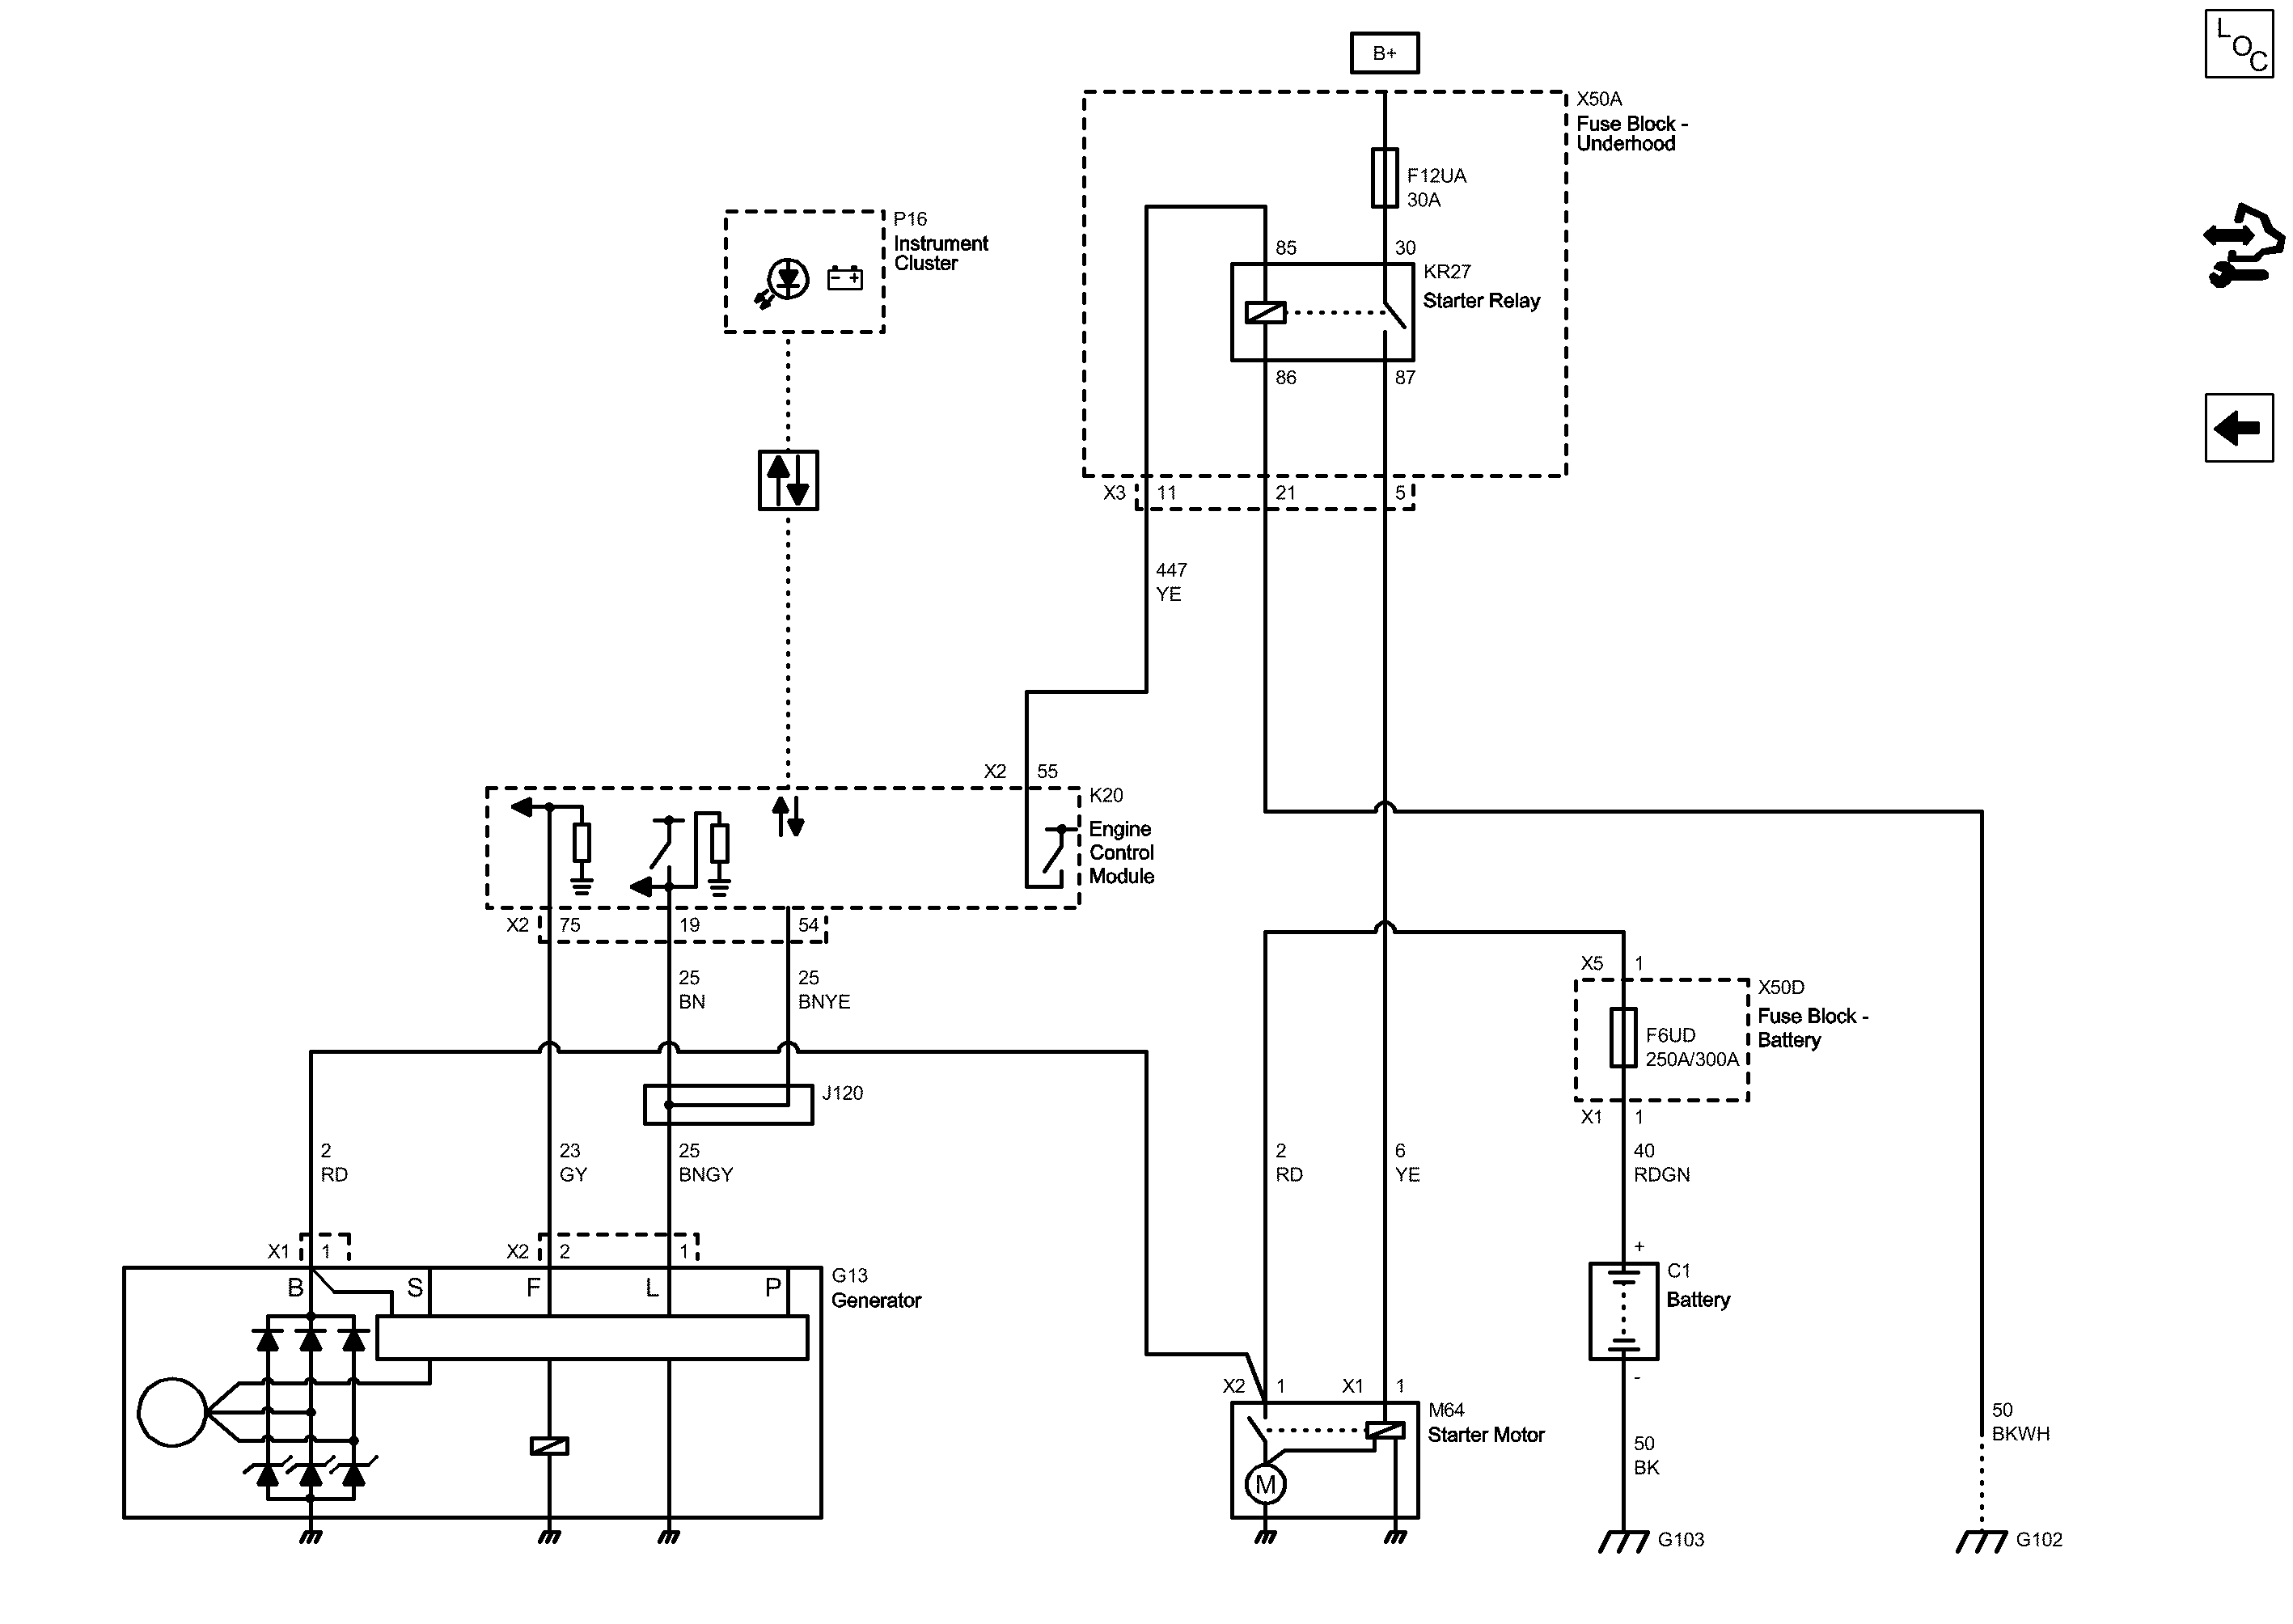 B+
L
O
C
X50A
Fuse Block -
Underhood
F12UA
30A
P16
Instrument
Cluster
- +
85
30
KR27
Starter Relay
86
87
X3
11
21
5
447
YE
X2
55
K20
Engine
Control
Module
X2
75
19
54
25
BN
25
BNYE
X5
1
X50D
Fuse Block -
Battery
F6UD
250A/300A
X1
1
J120
2
RD
23
GY
25
BNGY
2
RD
6
YE
40
RDGN
X1
1
X2
2
1
+
B
S
F
L
P
G13
Generator
C1
Battery
-
X2
1
X1
1
M64
Starter Motor
M
50
BK
50
BKWH
G103
G102